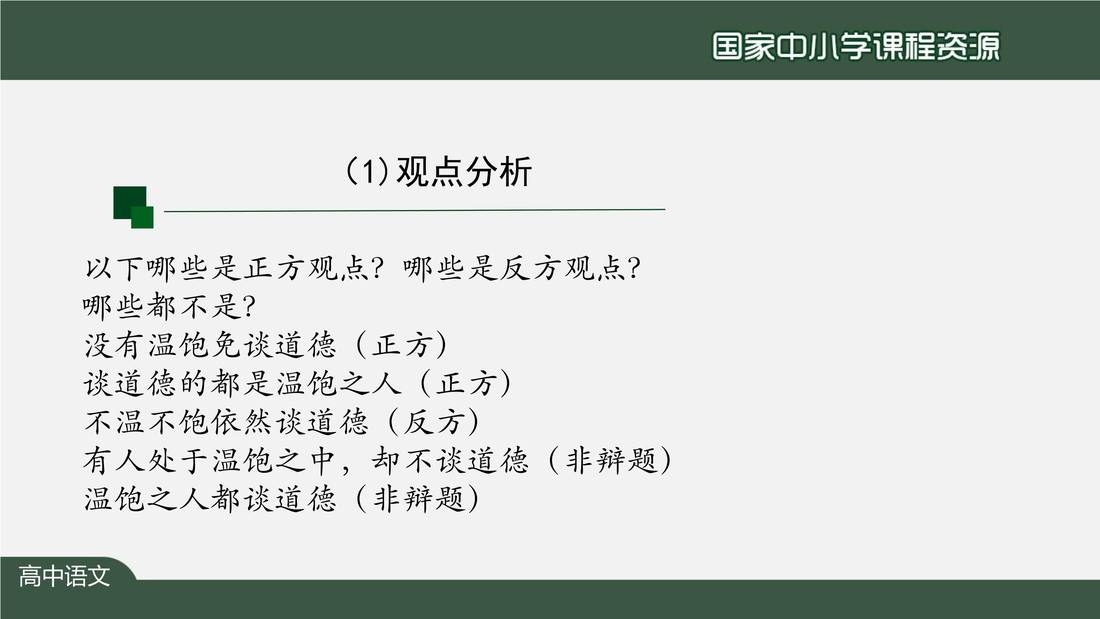 国家中小学课程资源
(1)观点分析
以下哪些是正方观点？哪些是反方观点？
哪些都不是？
没有温饱免谈道德（正方）
谈道德的都是温饱之人（正方）
不温不饱依然谈道德（反方）
有人处于温饱之中，却不谈道德（非辩题）
温饱之人都谈道德（非辩题）
高中语文